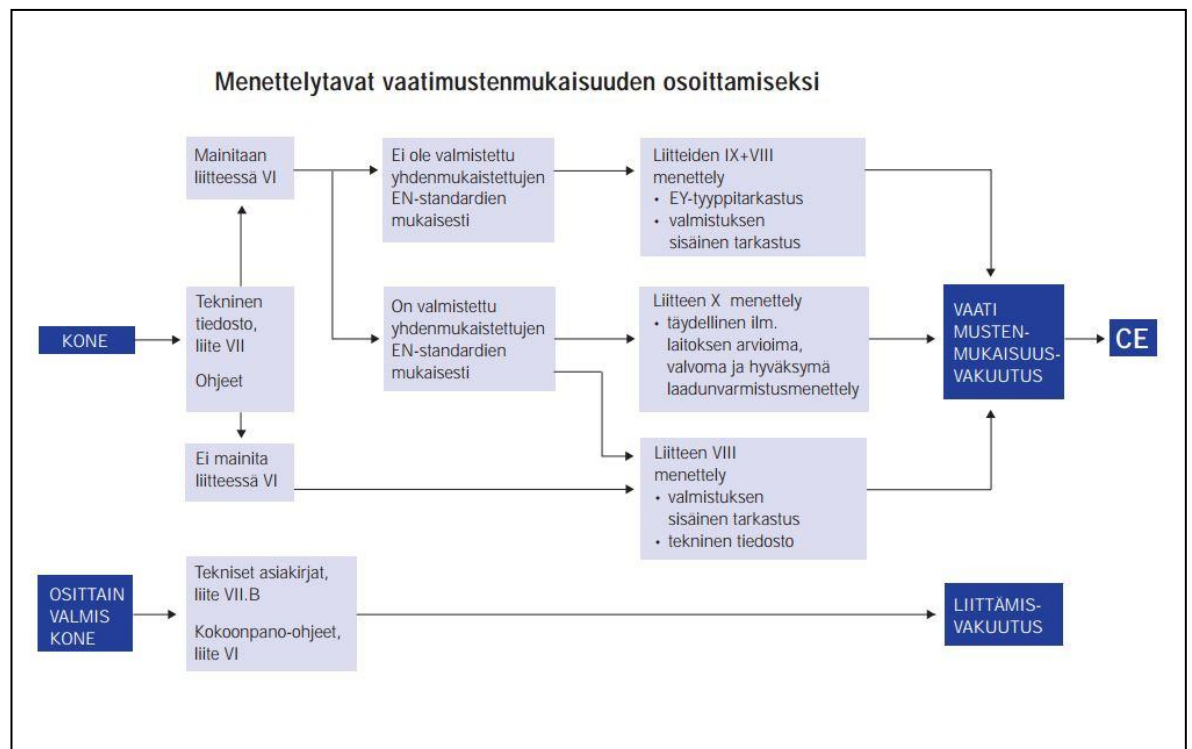 Menettelytavat vaatimustenmukaisuuden osoittamiseksi
Mainitaan
liitteessä VI
Ei ole valmistettu
yhdenmukaistettujen
EN-standardien
mukaisesti
Liitteiden IX+VIII
menettely
• EY-tyyppitarkastus
• valmistuksen
sisäinen tarkastus
KONE
Tekninen
tiedosto,
liite VII
Ohjeet
On valmistettu
yhdenmukaistettujen
EN-standardien
mukaisesti
Liitteen X menettely
• täydellinen ilm.
laitoksen arvioima,
valvoma ja hyväksymä
laadunvarmistusmenettely
VAATI
MUSTEN-
MUKAISUUS-
VAKUUTUS
CE
Ei mainita
liitteessä VI
Liitteen VIII
menettely
• valmistuksen
sisäinen tarkastus
• tekninen tiedosto
OSITTAIN
VALMIS
KONE
Tekniset asiakirjat,
liite VII.B
Kokoonpano-ohjeet,
liite VI
LIITTÄMIS-
VAKUUTUS